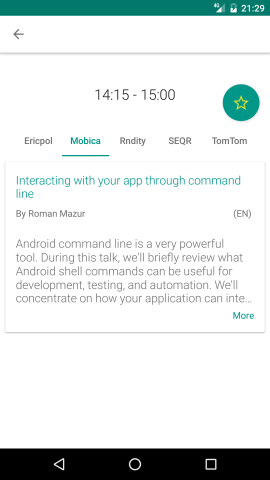 4G 21:29
14:15 - 15:00
Ericpol Mobica Rndity SEQR TomTom
Interacting with your app through command
line
By Roman Mazur (EN)
Android command line is a very powerful
tool. During this talk, we'll briefly review what
Android shell commands can be useful for
development, testing, and automation. We'll
concentrate on how your application can inte...
More